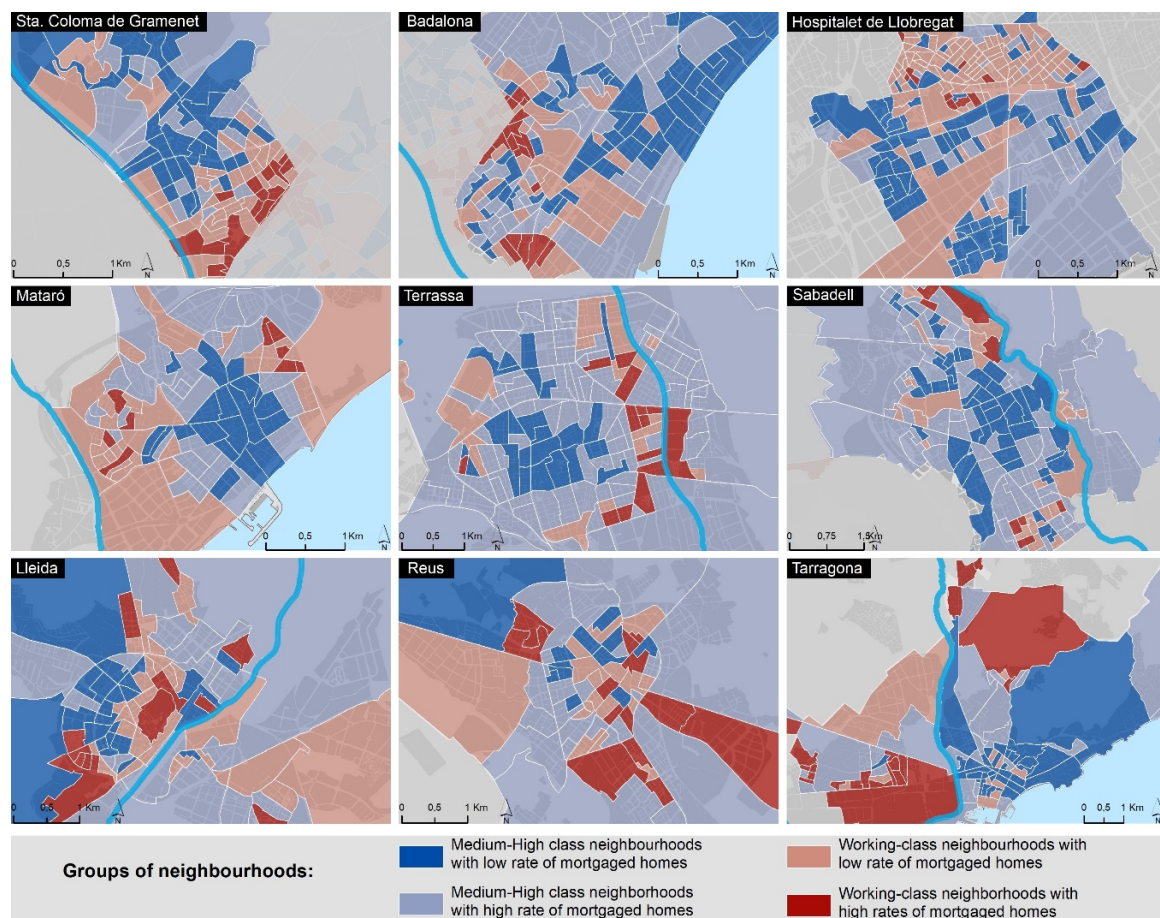 Sta. Coloma de Gramenet
Badalona
Hospitalet de Llobregat
0 0,5 1 Km
N
0 0,5 1 Km
N
0 0,5 1 Km
N
Mataró
Terrassa
Sabadell
0 0,5 1 Km
N
0 0,5 1 Km
N
0 0,75 1,5Km
N
Lleida
Reus
Tarragona
0 0,5 1 Km
N
0 0,5 1 Km
N
0 0,5 1 Km
N
Groups of neighbourhoods:
Medium-High class neighbourhoods
with low rate of mortgaged homes
Medium-High class neighborhoods
with high rate of mortgaged homes
Working-class neighbourhoods with
low rate of mortgaged homes
Working-class neighborhoods with
high rates of mortgaged homes